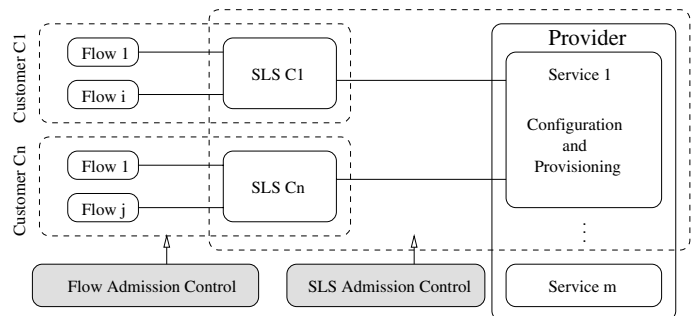 Customer C1
Flow 1
Flow i
SLS C1
Customer Cn
Flow 1
Flow j
SLS Cn
Provider
Service 1
Configuration
and
Provisioning
Service m
Flow Admission Control
SLS Admission Control